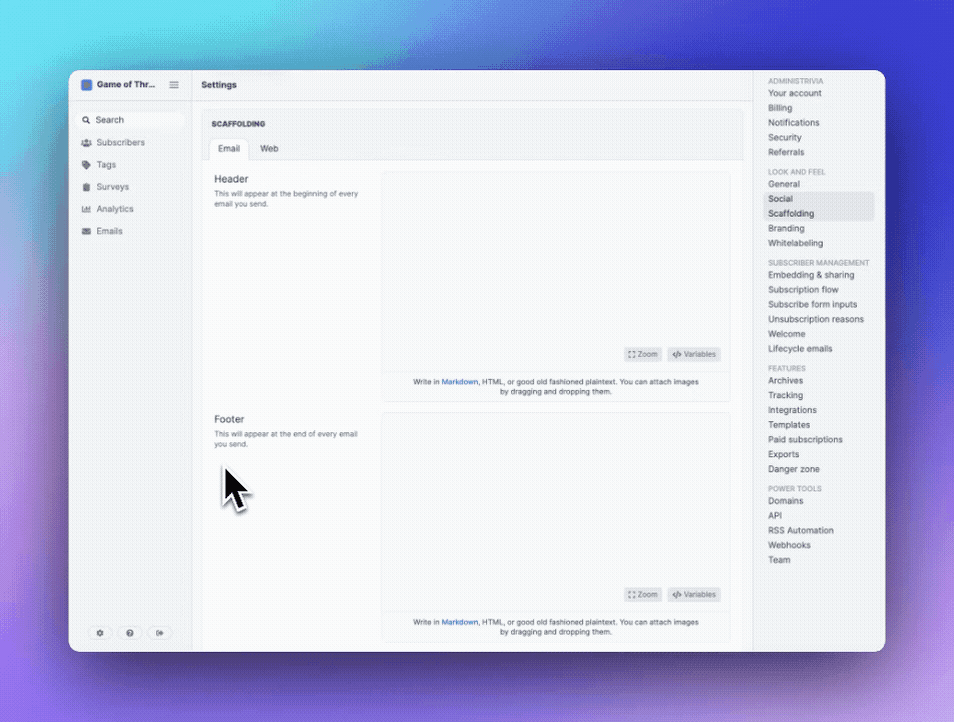 Game of Thr...
Search
Subscribers
Tags
Surveys
Analytics
Emails
Settings
SCAFFOLDING
Email
Web
Header
This will appear at the beginning of every
email you send.
Zoom
</> Variables
Write in Markdown, HTML, or good old fashioned plaintext. You can attach images
by dragging and dropping them.
Footer
This will appear at the end of every email
you send.
Zoom
</> Variables
Write in Markdown, HTML, or good old fashioned plaintext. You can attach images
by dragging and dropping them.
ADMINISTRIVIA
Your account
Billing
Notifications
Security
Referrals
LOOK AND FEEL
General
Social
Scaffolding
Branding
Whitelabeling
SUBSCRIBER MANAGEMENT
Embedding & sharing
Subscription flow
Subscribe form inputs
Unsubscription reasons
Welcome
Lifecycle emails
FEATURES
Archives
Tracking
Integrations
Templates
Paid subscriptions
Exports
Danger zone
POWER TOOLS
Domains
API
RSS Automation
Webhooks
Team